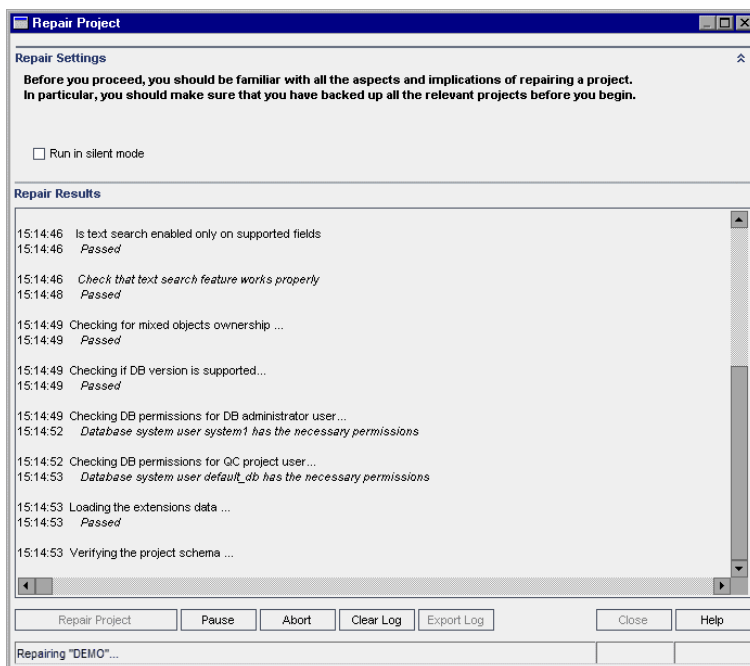 Repair Project
Repair Settings
Before you proceed, you should be familiar with all the aspects and implications of repairing a project.
In particular, you should make sure that you have backed up all the relevant projects before you begin.
Run in silent mode
Repair Results
15:14:46 Is text search enabled only on supported fields
15:14:46 Passed
15:14:46 Check that text search feature works properly
15:14:48 Passed
15:14:49 Checking for mixed objects ownership ...
15:14:49 Passed
15:14:49 Checking if DB version is supported...
15:14:49 Passed
15:14:49 Checking DB permissions for DB administrator user...
15:14:52 Database system user system1 has the necessary permissions
15:14:52 Checking DB permissions for QC project user...
15:14:53 Database system user default_db has the necessary permissions
15:14:53 Loading the extensions data ...
15:14:53 Passed
15:14:53 Verifying the project schema ...
Repair Project Pause Abort Clear Log Export Log Close Help
Repairing "DEMO"...